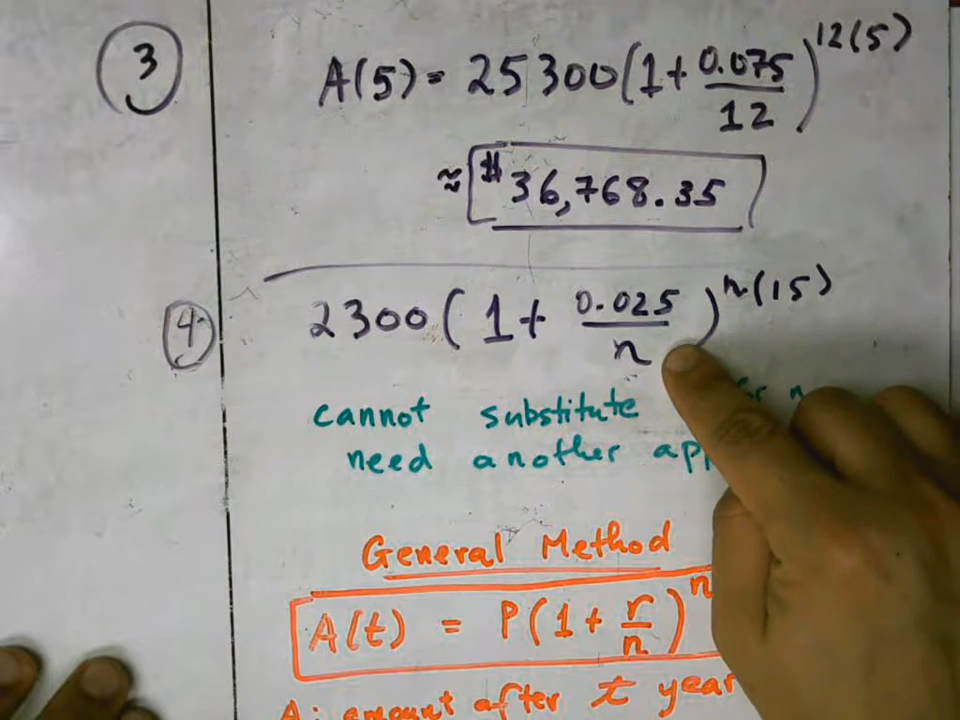 3
A(5) = 25300(1+0.075/12)^12(5)
≈ $36,768.35
4
2300(1+0.025/n)^n(15)
cannot substitute
need another
General Method
A(t) = P(1+r/n)^n
A: amount after t year